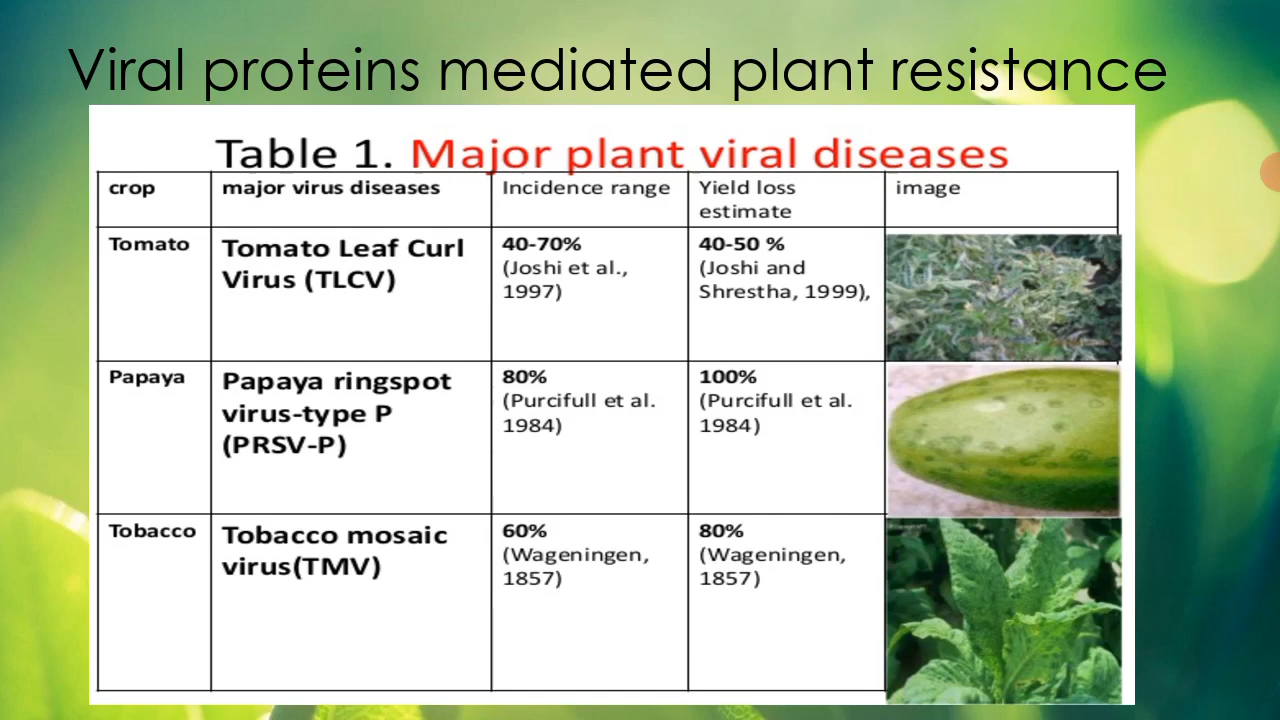 Viral proteins mediated plant resistance
Table 1. Major plant viral diseases
crop
major virus diseases
Incidence range
Yield loss
estimate
image
Tomato
Tomato Leaf Curl
Virus (TLCV)
40-70%
(Joshi et al.,
1997)
40-50 %
(Joshi and
Shrestha, 1999),
Papaya
Papaya ringspot
virus-type P
(PRSV-P)
80%
(Purcifull et al.
1984)
100%
(Purcifull et al.
1984)
Tobacco
Tobacco mosaic
virus(TMV)
60%
(Wageningen,
1857)
80%
(Wageningen,
1857)